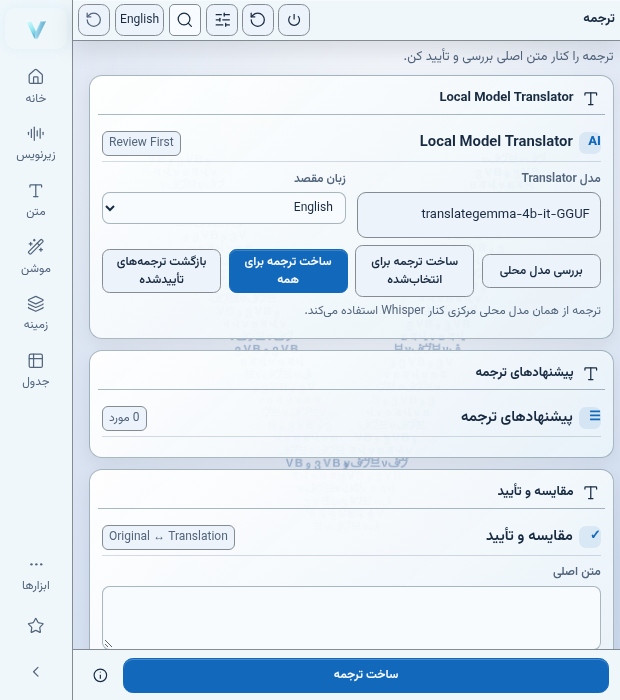 ترجمه
English
ترجمه را کنار متن اصلی بررسی و تأیید کن.
خانه
زیرنویس
متن
موشن
زمینه
جدول
ابزارها
Local Model Translator
AI
Local Model Translator
Review First
مدل Translator
زبان مقصد
translategemma-4b-it-GGUF
English
بررسی مدل محلی
ساخت ترجمه برای
انتخاب‌شده
ساخت ترجمه برای
همه
بازگشت ترجمه‌های
تأییدشده
ترجمه از همان مدل محلی مرکزی کنار Whisper استفاده می‌کند.
پیشنهادهای ترجمه
پیشنهادهای ترجمه
0 مورد
مقایسه و تأیید
مقایسه و تأیید
Original ↔ Translation
متن اصلی
ساخت ترجمه